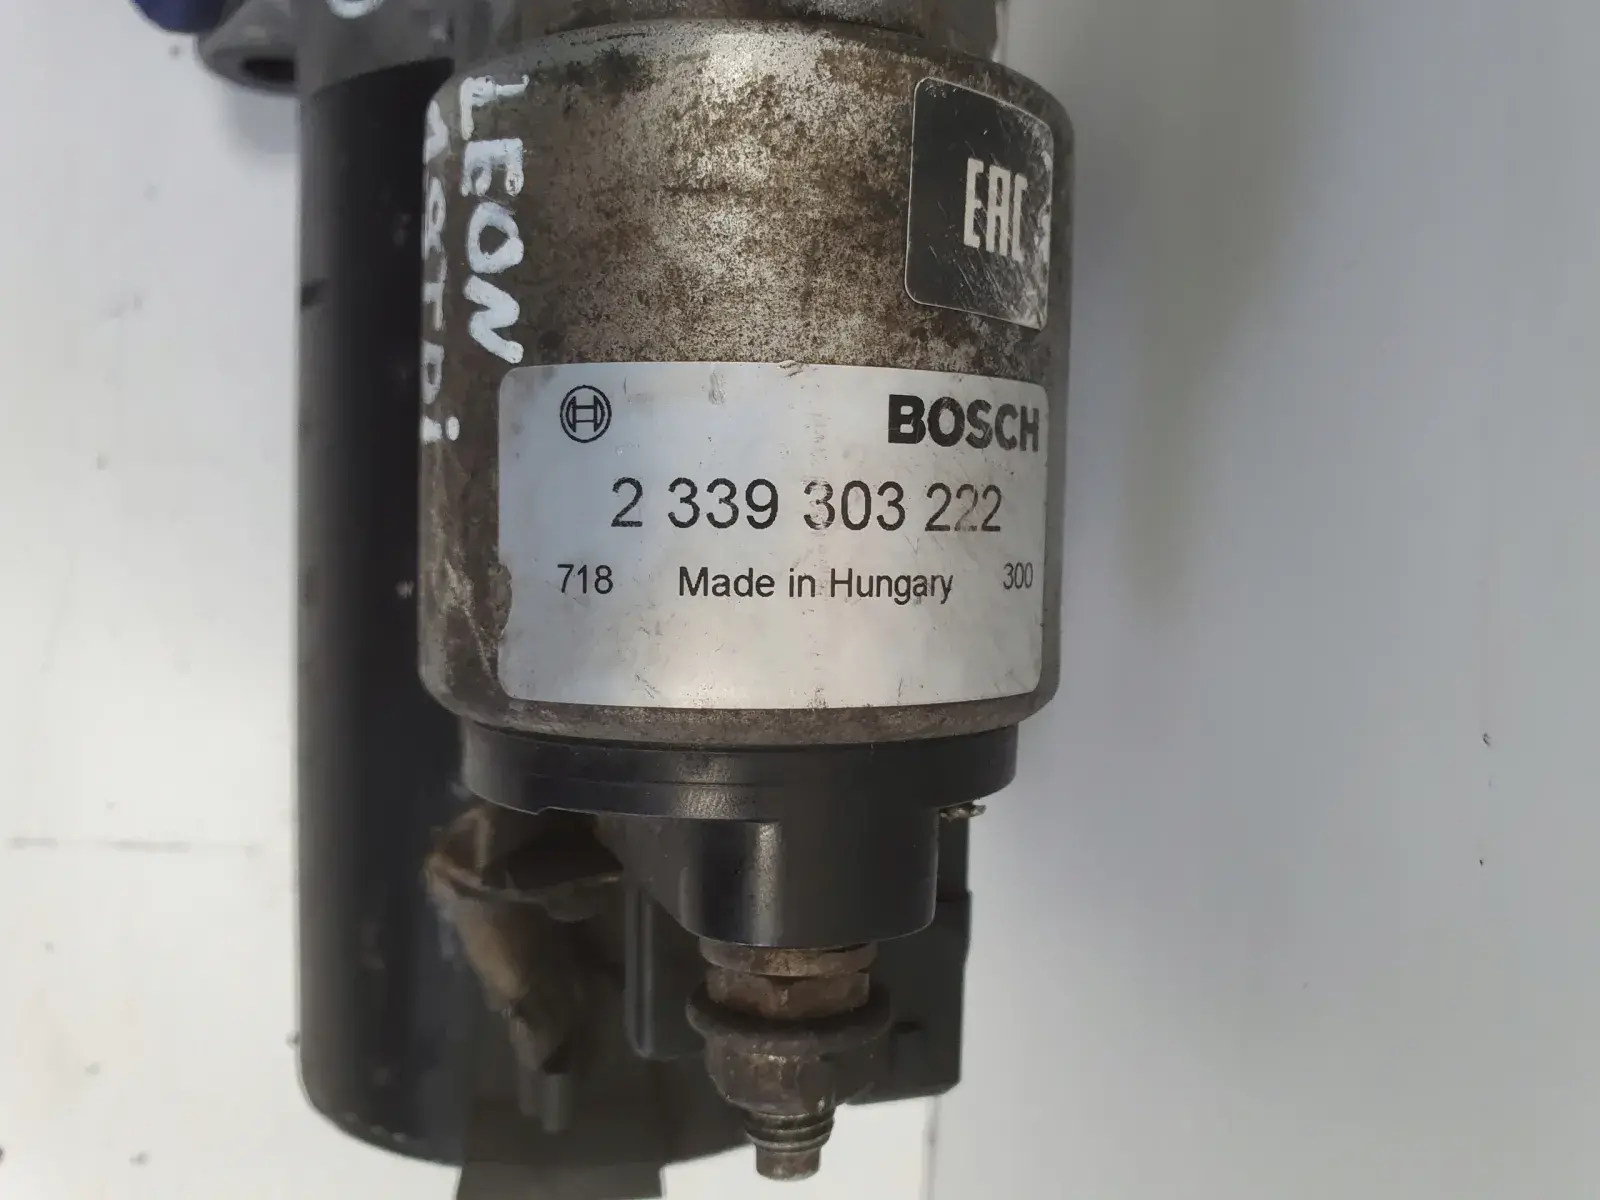 LEON
EAC
BOSCH
2 339 303 222
718 Made in Hungary 300